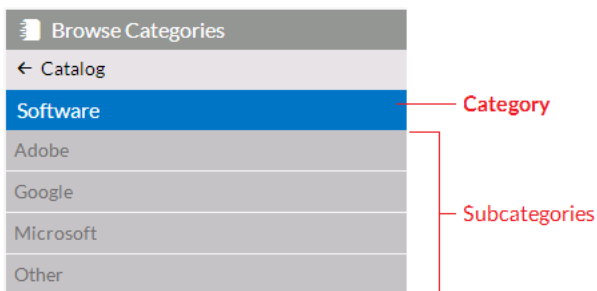 Browse Categories
← Catalog
Software
Category
Adobe
Google
Subcategories
Microsoft
Other